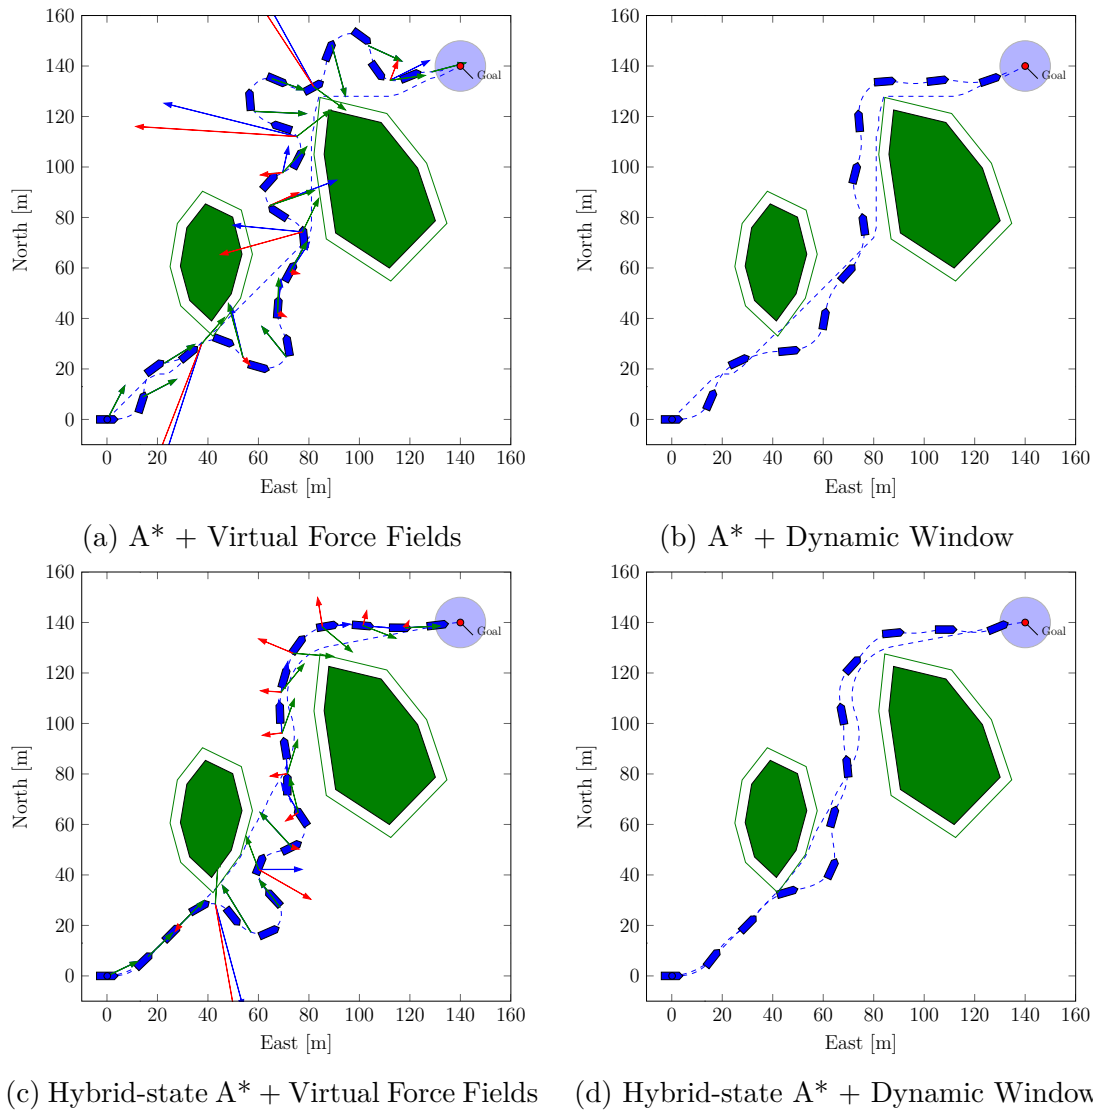 160
140
120
100
80
60
40
20
0
North [m]
Goal
0 20 40 60 80 100 120 140 160
East [m]
(a) A* + Virtual Force Fields
160
140
120
100
80
60
40
20
0
North [m]
Goal
0 20 40 60 80 100 120 140 160
East [m]
(b) A* + Dynamic Window
160
140
120
100
80
60
40
20
0
North [m]
Goal
0 20 40 60 80 100 120 140 160
East [m]
(c) Hybrid-state A* + Virtual Force Fields
160
140
120
100
80
60
40
20
0
North [m]
Goal
0 20 40 60 80 100 120 140 160
East [m]
(d) Hybrid-state A* + Dynamic Window